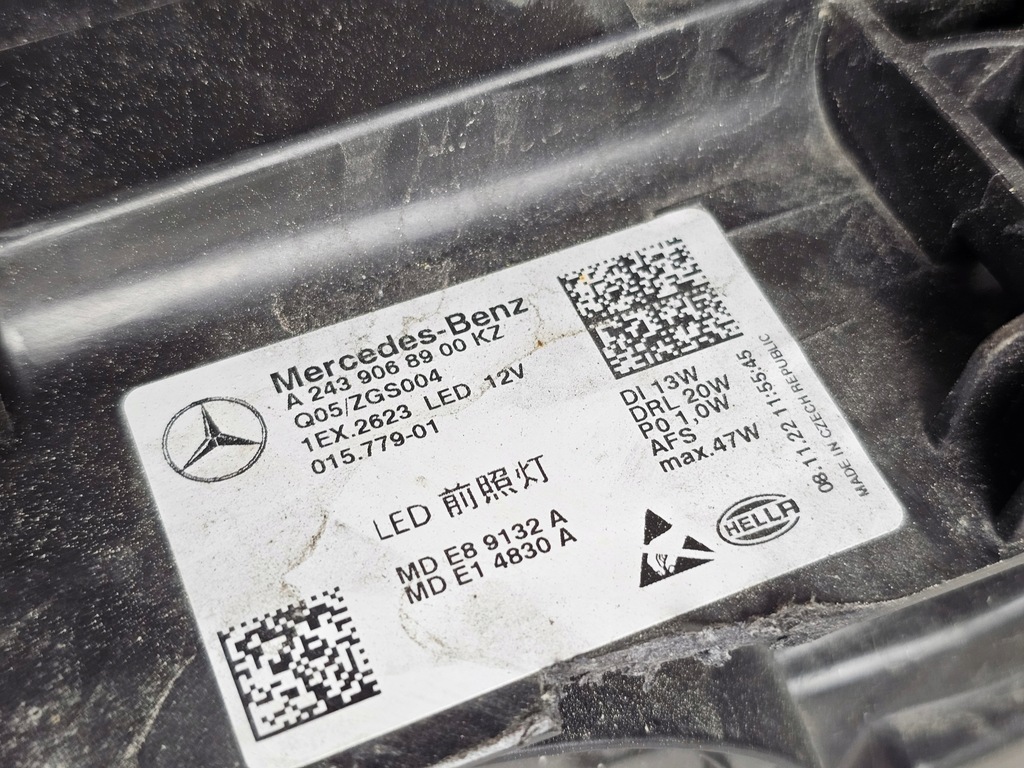 Mercedes-Benz
A 243 906 89 00 KZ
Q05/ZGS004
1EX.2623 LED 12V
015.779-01
LED 前照灯
MD E8 9132 A
MD E1 4830 A
DI 13W
DRL 20W
PO 1,0W
AFS
max.47W
08.11.22 11:55:45
MADE IN CZECH REPUBLIC
HELLA